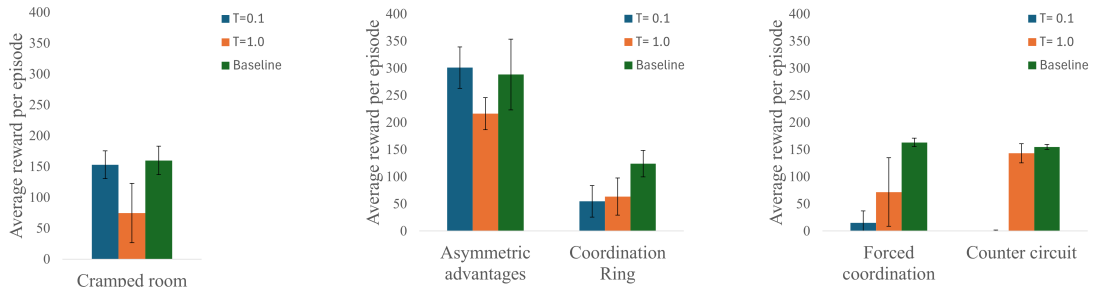 Average reward per episode
400
350
300
250
200
150
100
50
0
Cramped room
T=0.1
T=1.0
Baseline
Average reward per episode
400
350
300
250
200
150
100
50
0
Asymmetric
advantages
Coordination
Ring
T= 0.1
T= 1.0
Baseline
Average reward per episode
400
350
300
250
200
150
100
50
0
Forced
coordination
Counter circuit
T= 0.1
T= 1.0
Baseline